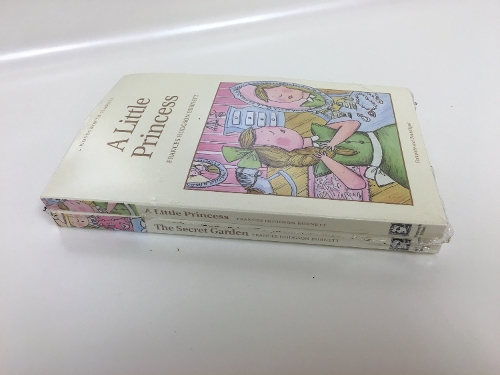 A Little
Princess
FRANCES HODGSON BURNETT
A Little Princess FRANCES HODGSON BURNETT
The Secret Garden FRANCES HODGSON BURNETT